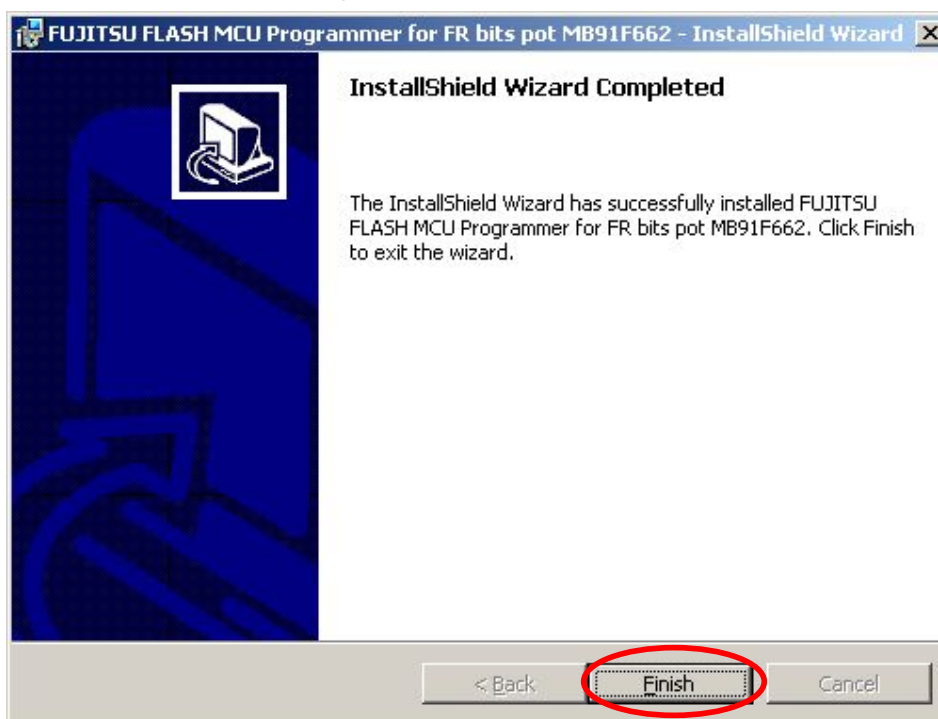 FUJITSU FLASH MCU Programmer for FR bits pot MB91F662 - InstallShield Wizard
InstallShield Wizard Completed
The InstallShield Wizard has successfully installed FUJITSU
FLASH MCU Programmer for FR bits pot MB91F662. Click Finish
to exit the wizard.
< Back Finish Cancel